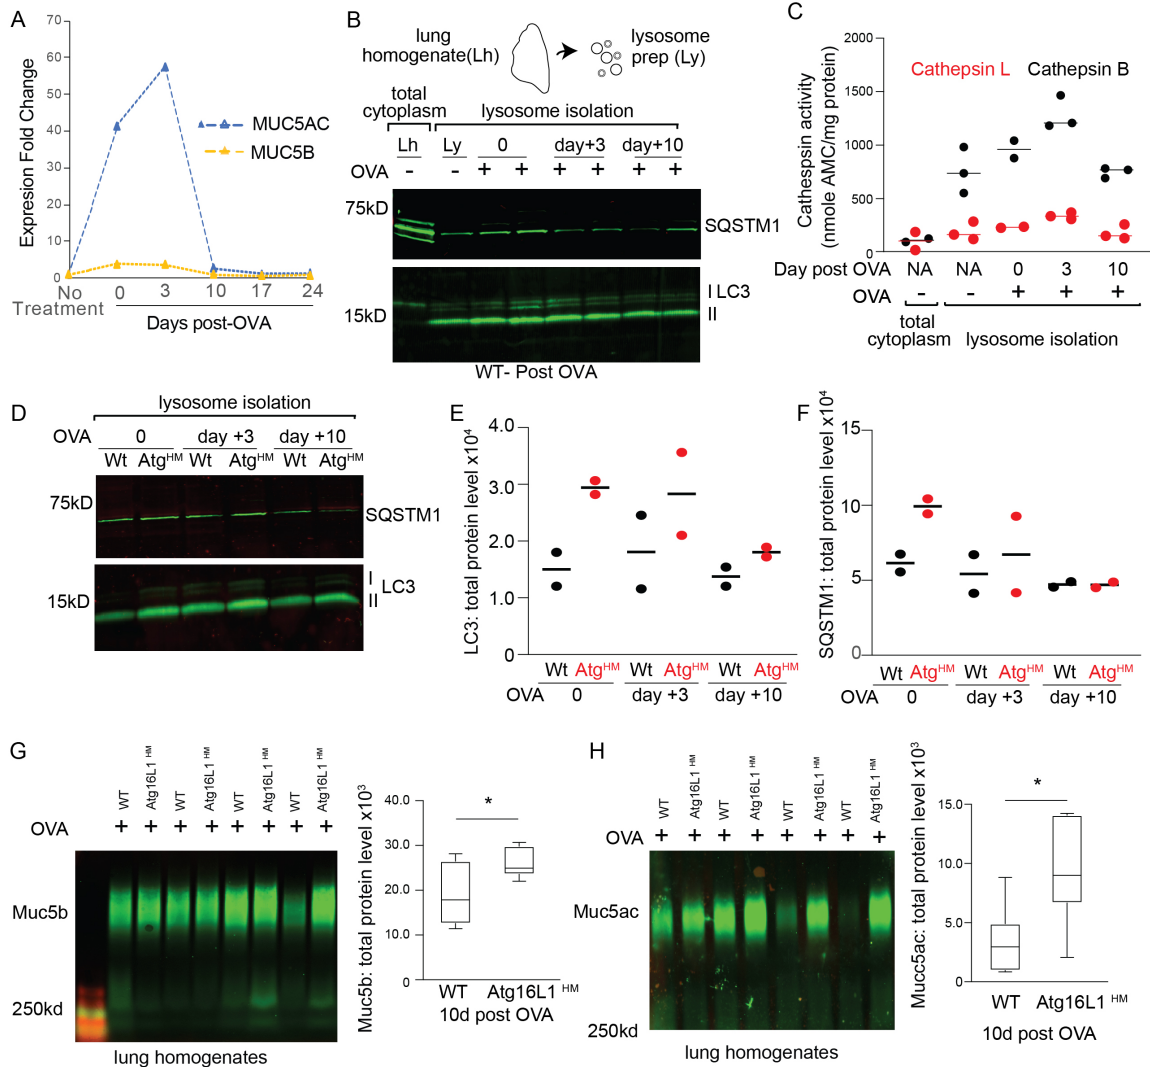 A
Expresion Fold Change
70
60
50
40
30
20
10
0
MUC5AC
MUC5B
No
Treatment
0
3
10
17
24
Days post-OVA
B
lung
homogenate(Lh)
lysosome
prep (Ly)
total
cytoplasm
lysosome isolation
Lh
Ly
0
day+3
day+10
OVA
-
-
+
+
+
+
+
+
75kD
SQSTM1
15kD
I LC3
II
WT- Post OVA
C
Cathespsin activity
(nmole AMC/mg protein)
2000
1500
1000
500
0
Cathepsin L
Cathepsin B
Day post OVA
NA
NA
0
3
10
OVA
-
-
+
+
+
total
cytoplasm
lysosome isolation
D
lysosome isolation
OVA
0
day +3
day +10
Wt
AtgHM
Wt
AtgHM
Wt
AtgHM
75kD
SQSTM1
15kD
I
LC3
II
E
LC3: total protein level x10⁴
4.0
3.0
2.0
1.0
0
Wt
AtgHM
Wt
AtgHM
Wt
AtgHM
OVA
0
day +3
day +10
F
SQSTM1: total protein level x10⁴
15
10
5
0
Wt
AtgHM
Wt
AtgHM
Wt
AtgHM
OVA
0
day +3
day +10
G
WT
Atg16L1 HM
WT
Atg16L1 HM
WT
Atg16L1 HM
WT
Atg16L1 HM
OVA
+
+
+
+
+
+
+
+
Muc5b
250kd
lung homogenates
Muc5b: total protein level x10³
40.0
30.0
20.0
10.0
0
*
WT
Atg16L1 HM
10d post OVA
H
WT
Atg16L1 HM
WT
Atg16L1 HM
WT
Atg16L1 HM
WT
Atg16L1 HM
OVA
+
+
+
+
+
+
+
+
Muc5ac
250kd
lung homogenates
Mucc5ac: total protein level x10³
15.0
10.0
5.0
0
*
WT
Atg16L1 HM
10d post OVA